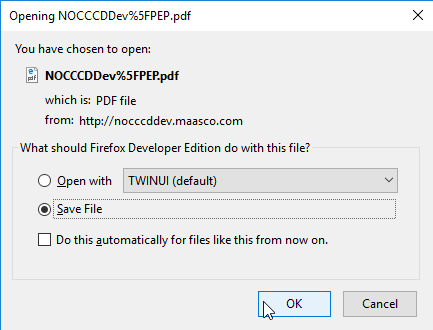 Opening NOCCCDDev%5FPEP.pdf
You have chosen to open:
NOCCCDDev%5FPEP.pdf
which is: PDF file
from: http://nocccddev.maasco.com
What should Firefox Developer Edition do with this file?
Open with TWINUI (default)
Save File
Do this automatically for files like this from now on.
OK Cancel